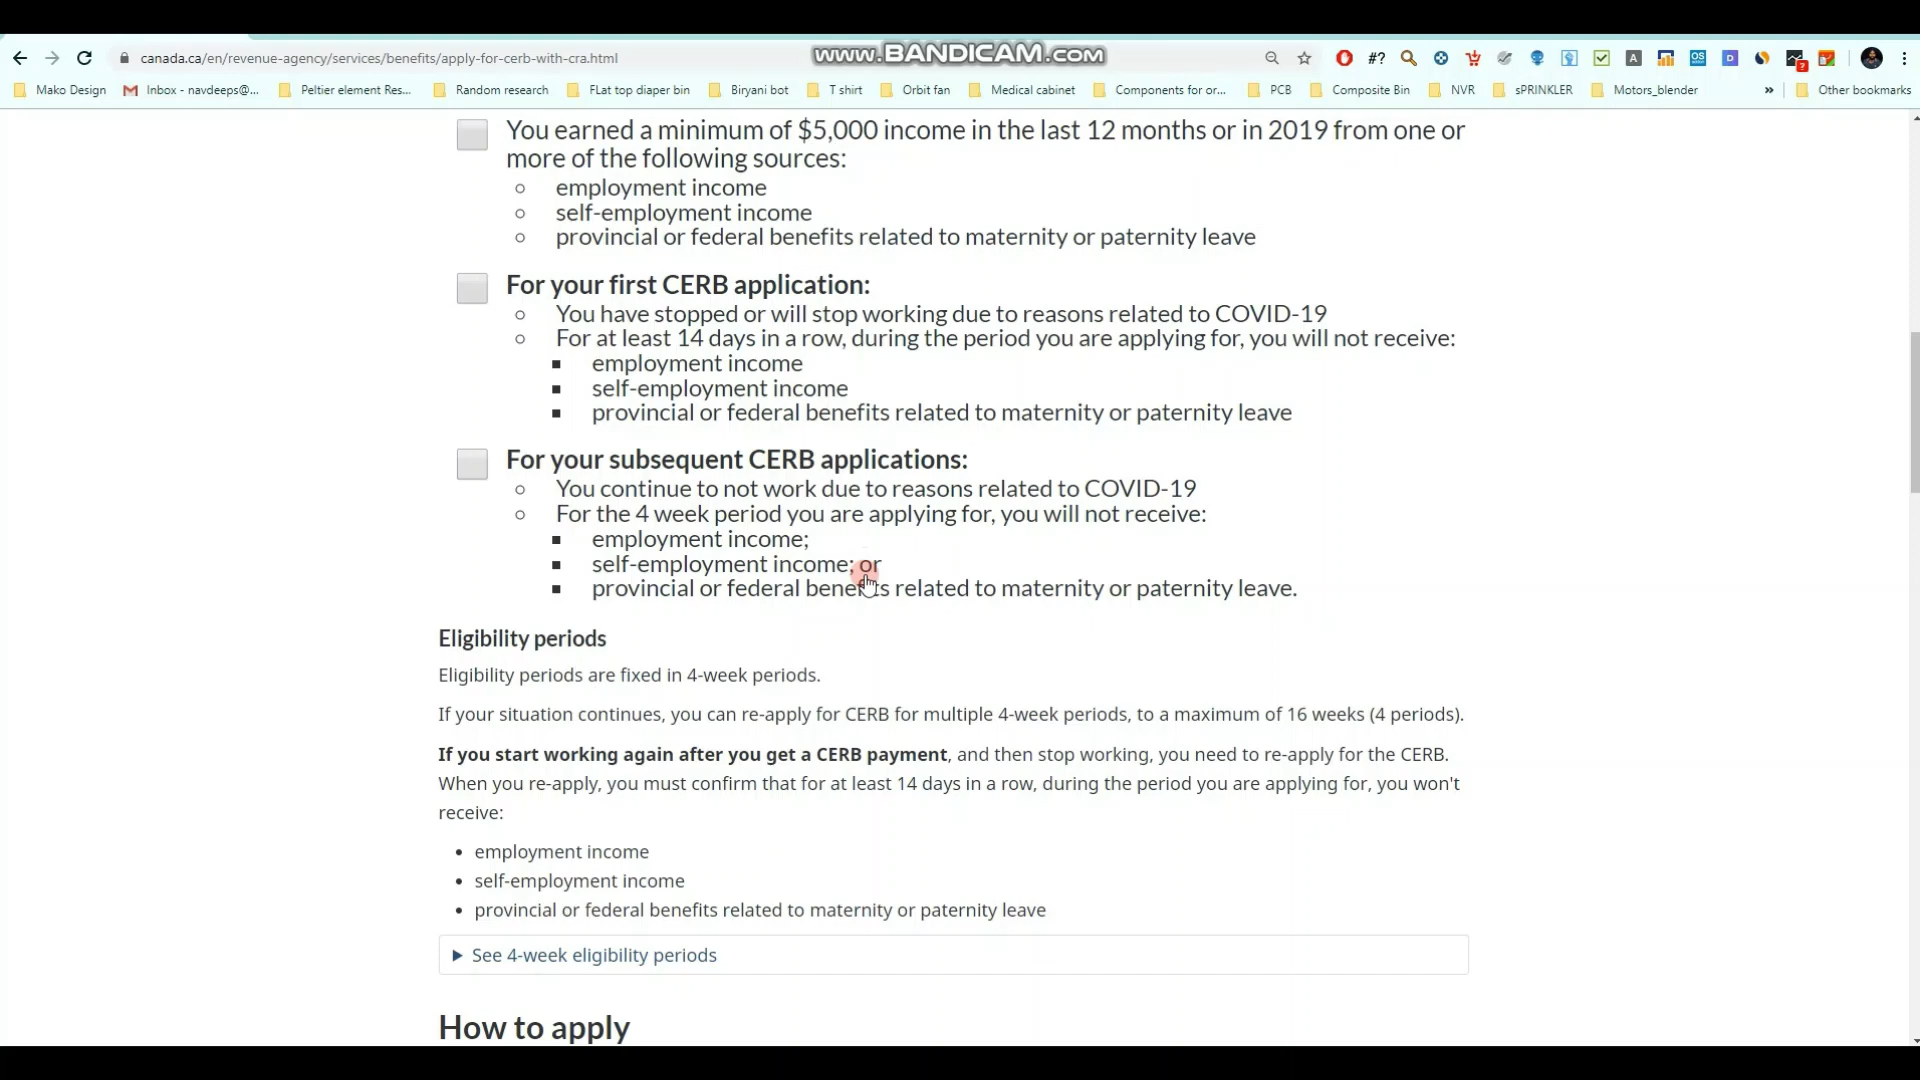 canada.ca/en/revenue-agency/services/benefits/apply-for-cerb-with-cra.html
www.BANDICAM.com
#?
Mako Design
Inbox - navdeeps@...
Peltier element Res...
Random research
FLat top diaper bin
Biryani bot
T shirt
Orbit fan
Medical cabinet
Components for or...
PCB
Composite Bin
NVR
sPRINKLER
Motors_blender
»
Other bookmarks
You earned a minimum of $5,000 income in the last 12 months or in 2019 from one or
more of the following sources:
employment income
self-employment income
provincial or federal benefits related to maternity or paternity leave
For your first CERB application:
You have stopped or will stop working due to reasons related to COVID-19
For at least 14 days in a row, during the period you are applying for, you will not receive:
employment income
self-employment income
provincial or federal benefits related to maternity or paternity leave
For your subsequent CERB applications:
You continue to not work due to reasons related to COVID-19
For the 4 week period you are applying for, you will not receive:
employment income;
self-employment income; or
provincial or federal benefits related to maternity or paternity leave.
Eligibility periods
Eligibility periods are fixed in 4-week periods.
If your situation continues, you can re-apply for CERB for multiple 4-week periods, to a maximum of 16 weeks (4 periods).
If you start working again after you get a CERB payment, and then stop working, you need to re-apply for the CERB.
When you re-apply, you must confirm that for at least 14 days in a row, during the period you are applying for, you won't
receive:
employment income
self-employment income
provincial or federal benefits related to maternity or paternity leave
See 4-week eligibility periods
How to apply